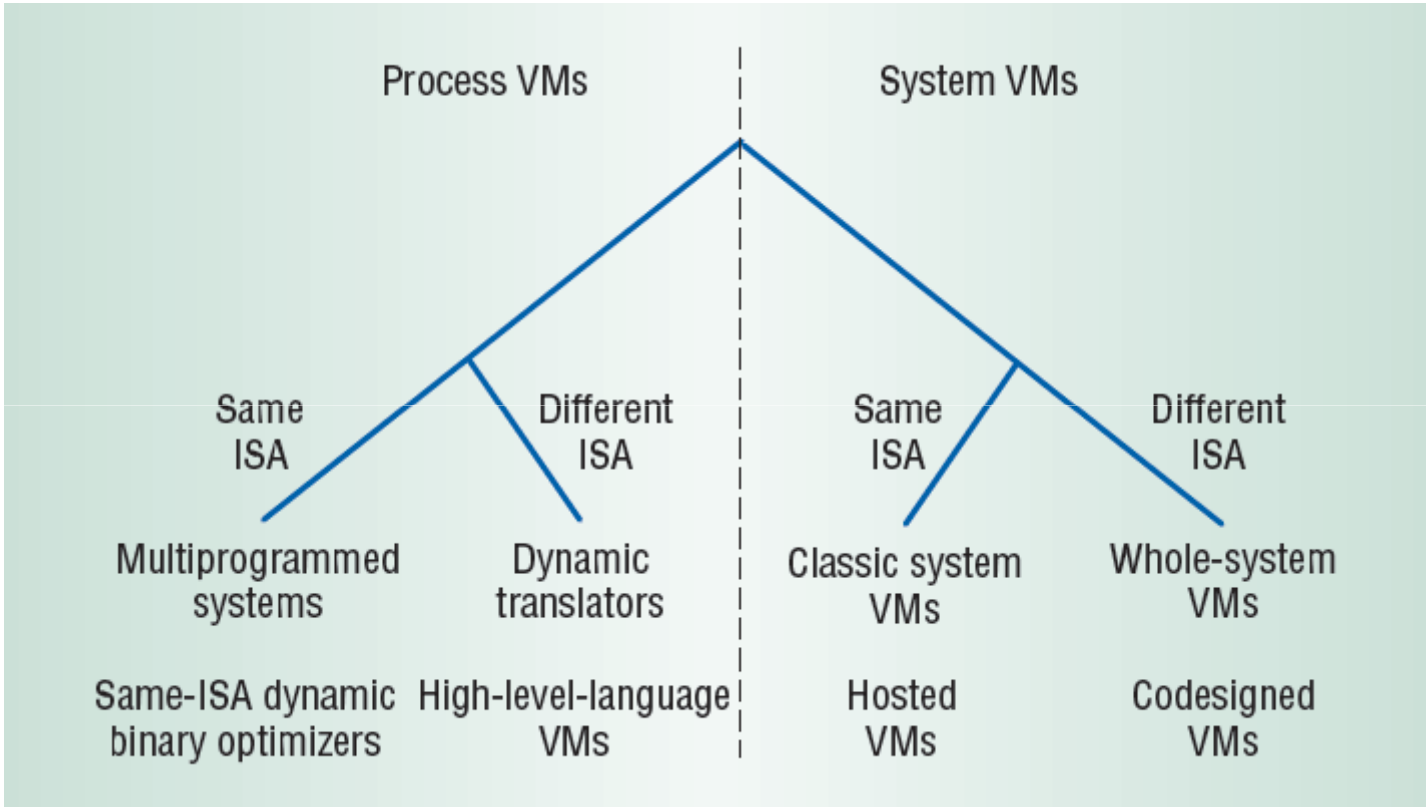 Process VMs
System VMs
Same
ISA
Different
ISA
Same
ISA
Different
ISA
Multiprogrammed
systems
Dynamic
translators
Classic system
VMs
Whole-system
VMs
Same-ISA dynamic
binary optimizers
High-level-language
VMs
Hosted
VMs
Codesigned
VMs